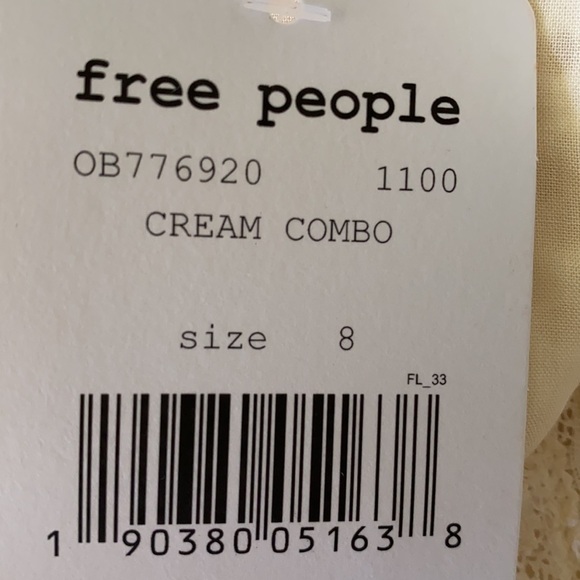 free people
OB776920 1100
CREAM COMBO
size 8
FL_33
1 90380 05163 8